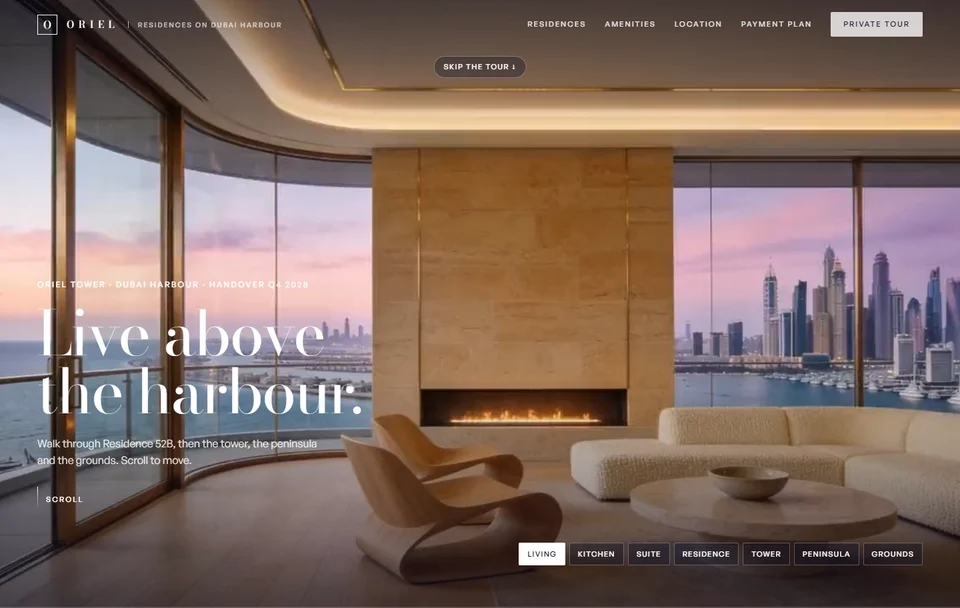 O ORIEL RESIDENCES ON DUBAI HARBOUR
RESIDENCES AMENITIES LOCATION PAYMENT PLAN PRIVATE TOUR
SKIP THE TOUR ↓
ORIEL TOWER · DUBAI HARBOUR · HANDOVER Q4 2028
Live above
the harbour.
Walk through Residence 52B, then the tower, the peninsula
and the grounds. Scroll to move.
SCROLL
LIVING KITCHEN SUITE RESIDENCE TOWER PENINSULA GROUNDS